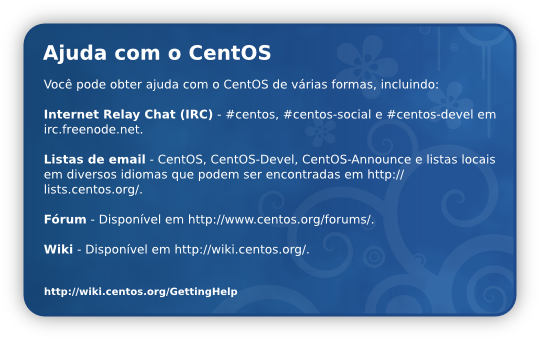 Ajuda com o CentOS
Você pode obter ajuda com o CentOS de várias formas, incluindo:
Internet Relay Chat (IRC) - #centos, #centos-social e #centos-devel em
irc.freenode.net.
Listas de email - CentOS, CentOS-Devel, CentOS-Announce e listas locais
em diversos idiomas que podem ser encontradas em http://
lists.centos.org/.
Fórum - Disponível em http://www.centos.org/forums/.
Wiki - Disponível em http://wiki.centos.org/.
http://wiki.centos.org/GettingHelp